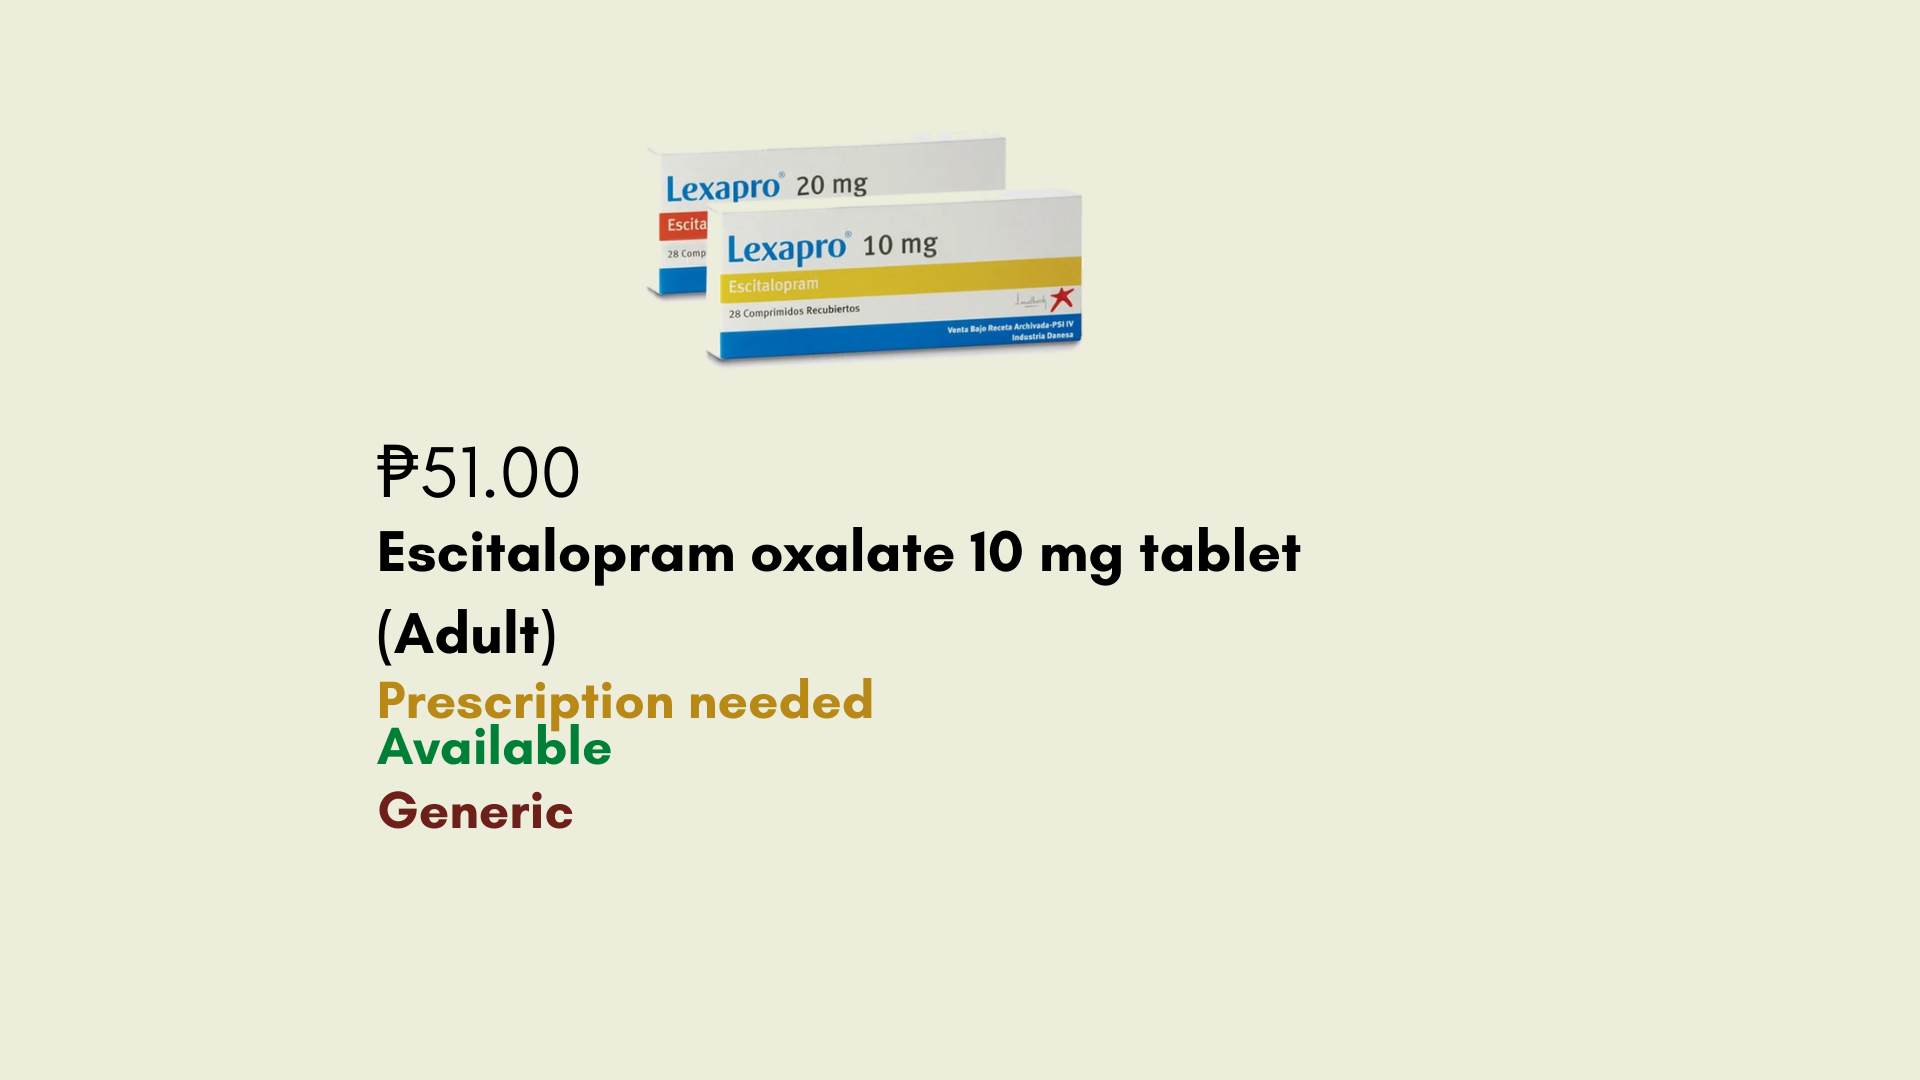 Lexapro® 20 mg
Escita
28 Comp
Lexapro® 10 mg
Escitalopram
28 Comprimidos Recubiertos
Venta Bajo Receta Archivada-PSI IV
Industria Danesa
₱51.00
Escitalopram oxalate 10 mg tablet
(Adult)
Prescription needed
Available
Generic